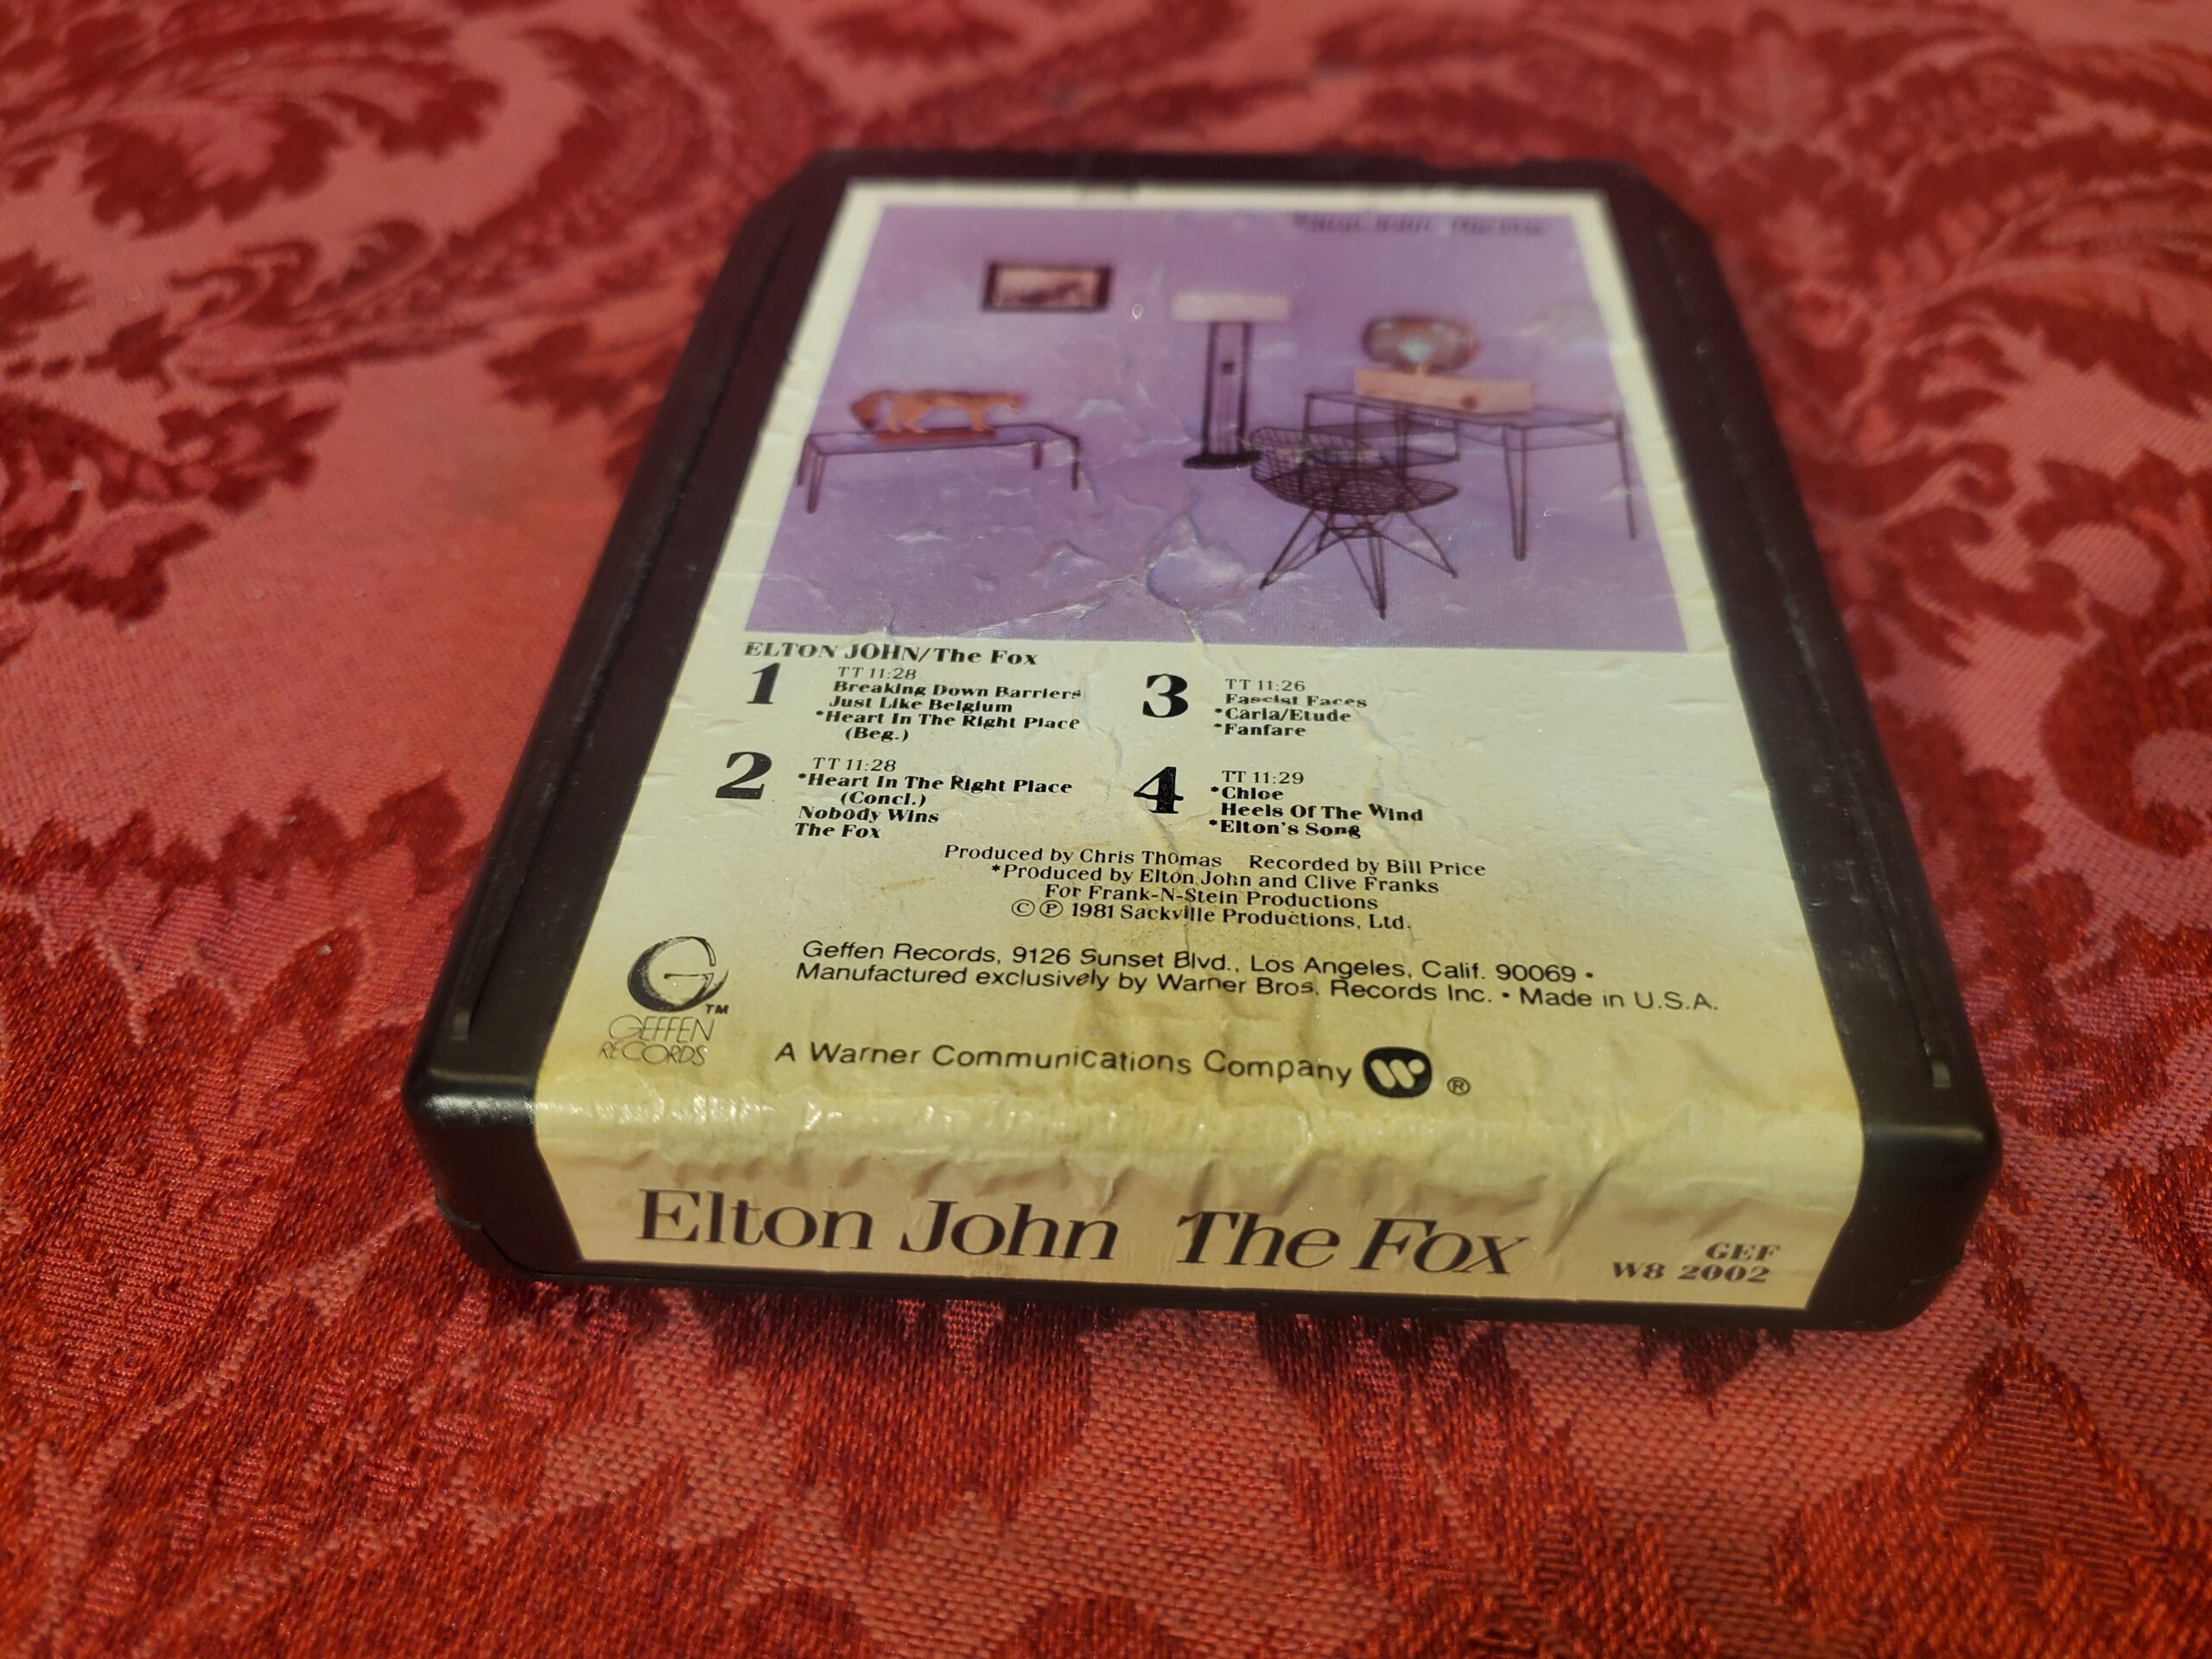 ELTON JOHN/The Fox
1
TT 11:28
Breaking Down Barriers
Just Like Belgium
*Heart In The Right Place
(Beg.)
2
TT 11:28
*Heart In The Right Place
(Concl.)
Nobody Wins
The Fox
3
TT 11:26
Fascist Faces
*Carla/Etude
*Fanfare
4
TT 11:29
*Chloe
Heels Of The Wind
*Elton's Song
Produced by Chris Thomas Recorded by Bill Price
*Produced by Elton John and Clive Franks
For Frank-N-Stein Productions
©℗ 1981 Sackville Productions, Ltd.
Geffen Records, 9126 Sunset Blvd., Los Angeles, Calif. 90069 •
Manufactured exclusively by Warner Bros. Records Inc. • Made in U.S.A.
G
TM
GEFFEN
RECORDS
A Warner Communications Company W ®
Elton John The Fox
GEF
W8 2002